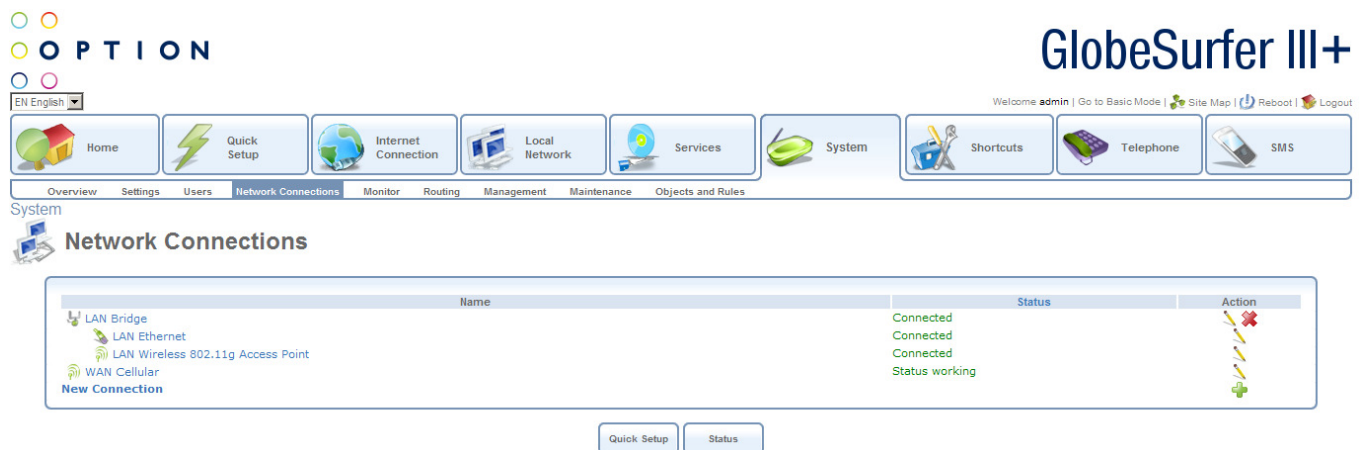 OPTION
GlobeSurfer III+
EN English
Welcome admin | Go to Basic Mode | Site Map | Reboot | Logout
Home
Quick Setup
Internet Connection
Local Network
Services
System
Shortcuts
Telephone
SMS
Overview Settings Users Network Connections Monitor Routing Management Maintenance Objects and Rules
System
Network Connections
Name Status Action
LAN Bridge Connected
LAN Ethernet Connected
LAN Wireless 802.11g Access Point Connected
WAN Cellular Status working
New Connection
Quick Setup Status